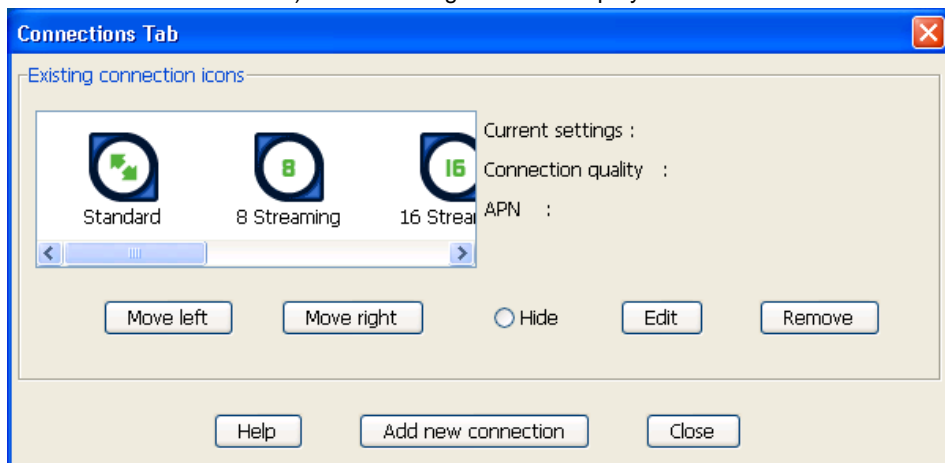 Connections Tab
Existing connection icons
8
16
Standard
8 Streaming
16 Strea
Current settings :
Connection quality :
APN :
Move left
Move right
Hide
Edit
Remove
Help
Add new connection
Close